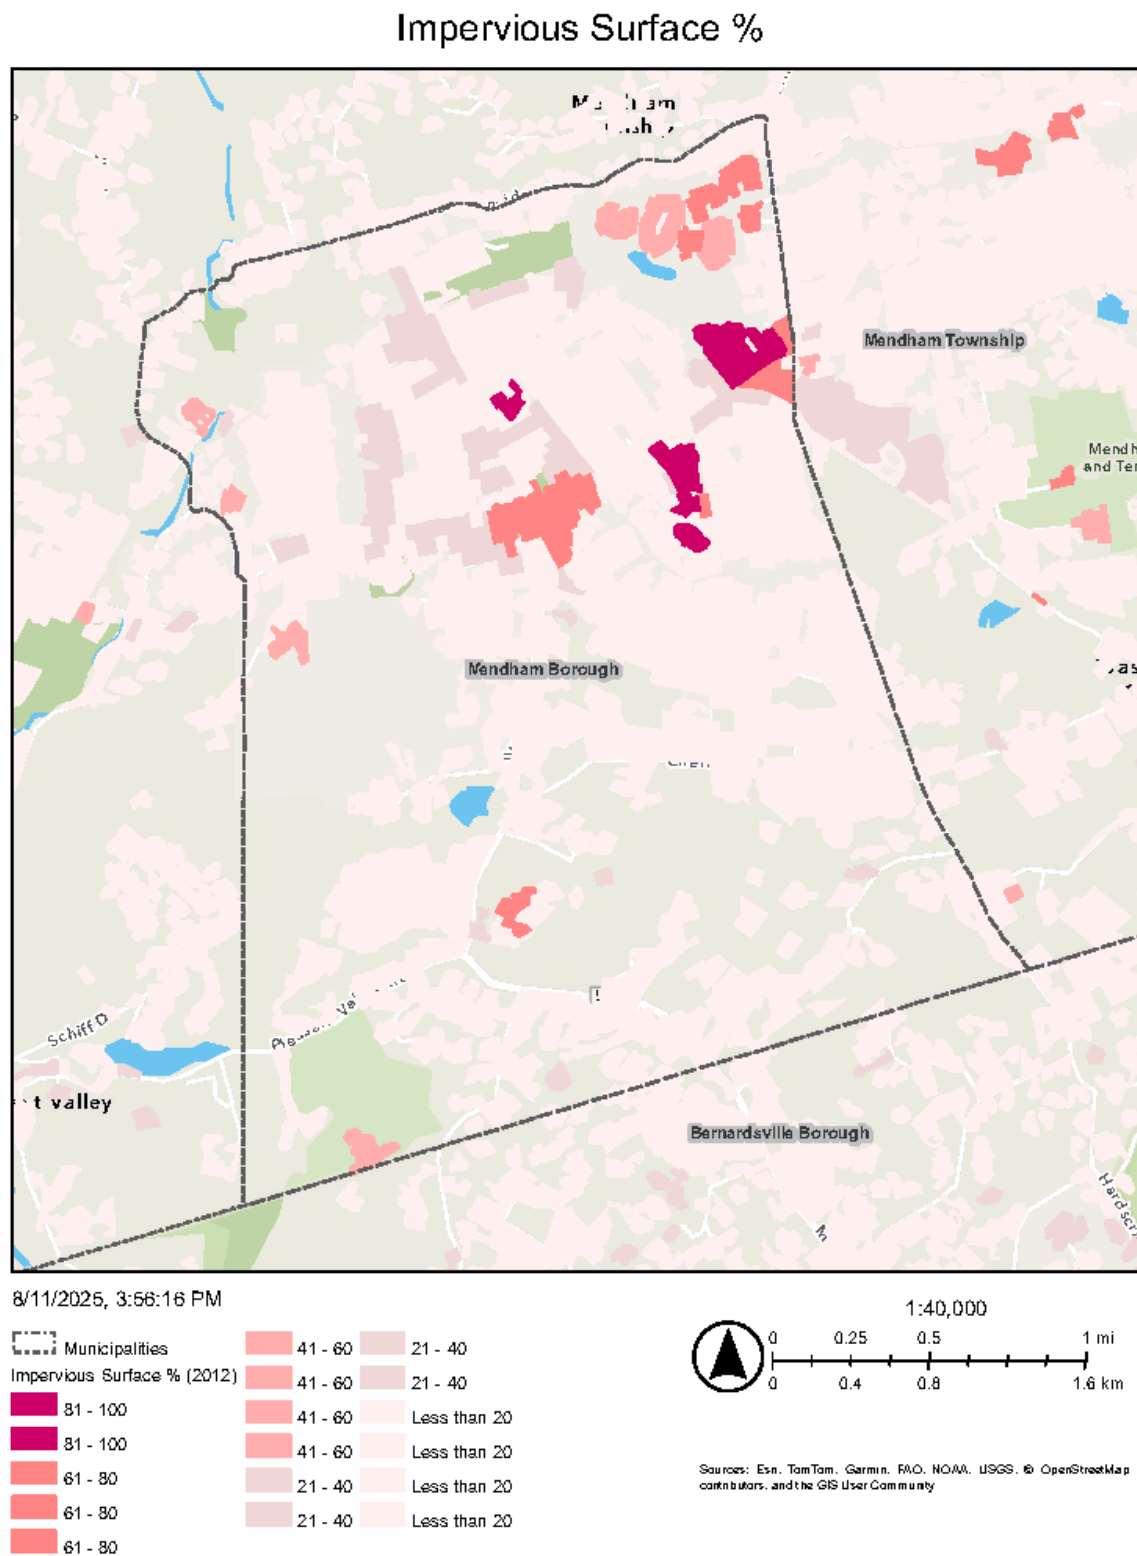 Impervious Surface %
Mendham Township
Mendham Borough
Schiff D
t valley
Bernardsville Borough
Hardscr
M
8/11/2025, 3:56:16 PM
Municipalities
Impervious Surface % (2012)
81 - 100
81 - 100
61 - 80
61 - 80
61 - 80
41 - 60
41 - 60
41 - 60
41 - 60
21 - 40
21 - 40
21 - 40
21 - 40
Less than 20
Less than 20
Less than 20
Less than 20
1:40,000
0 0.25 0.5 1 mi
0 0.4 0.8 1.6 km
Sources: Esri, TomTom, Garmin, FAO, NOAA, USGS, © OpenStreetMap
contributors, and the GIS User Community